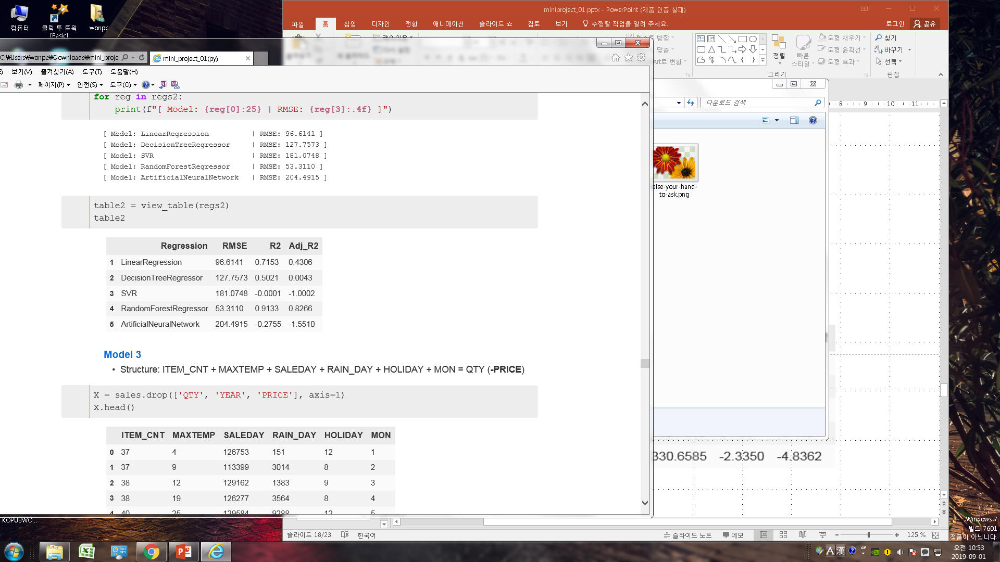 컴퓨터
클릭 투 트윅
[Basic]
wonpc
miniproject_01.pptx - PowerPoint (제품 인증 실패)
파일 홈 삽입 디자인 전환 애니메이션 슬라이드 쇼 검토 보기 수행할 작업을 알려 주세요. 로그인 공유
도형 채우기
도형 윤곽선
도형 효과
정렬
빠른
스타일
그리기
찾기
바꾸기
선택
편집
C:₩Users₩wonpc₩Downloads₩mini_proje
mini_project_01(py)
보기(V) 즐겨찾기(A) 도구(T) 도움말(H)
페이지(P) 안전(S) 도구(O)
for reg in regs2:
print(f"[ Model: {reg[0]:25} | RMSE: {reg[3]:.4f} ]")
[ Model: LinearRegression | RMSE: 96.6141 ]
[ Model: DecisionTreeRegressor | RMSE: 127.7573 ]
[ Model: SVR | RMSE: 181.0748 ]
[ Model: RandomForestRegressor | RMSE: 53.3110 ]
[ Model: ArtificialNeuralNetwork | RMSE: 204.4915 ]
table2 = view_table(regs2)
table2
Regression RMSE R2 Adj_R2
1 LinearRegression 96.6141 0.7153 0.4306
2 DecisionTreeRegressor 127.7573 0.5021 0.0043
3 SVR 181.0748 -0.0001 -1.0002
4 RandomForestRegressor 53.3110 0.9133 0.8266
5 ArtificialNeuralNetwork 204.4915 -0.2755 -1.5510
Model 3
• Structure: ITEM_CNT + MAXTEMP + SALEDAY + RAIN_DAY + HOLIDAY + MON = QTY (-PRICE)
X = sales.drop(['QTY', 'YEAR', 'PRICE'], axis=1)
X.head()
ITEM_CNT MAXTEMP SALEDAY RAIN_DAY HOLIDAY MON
0 37 4 126753 151 12 1
1 37 9 113399 3014 8 2
2 38 12 129162 1383 9 3
3 38 19 126277 3564 8 4
4 40 25 129584 9288 12 5
다운로드 검색
aise-your-hand-
to-ask.png
8 9 10 11
330.6585 -2.3350 -4.8362
KOPUBWO...
슬라이드 18/23 한국어
슬라이드 노트 메모 125 %
Windows 7
빌드 7601
정품이 아닙니다.
A 漢
오전 10:53
2019-09-01